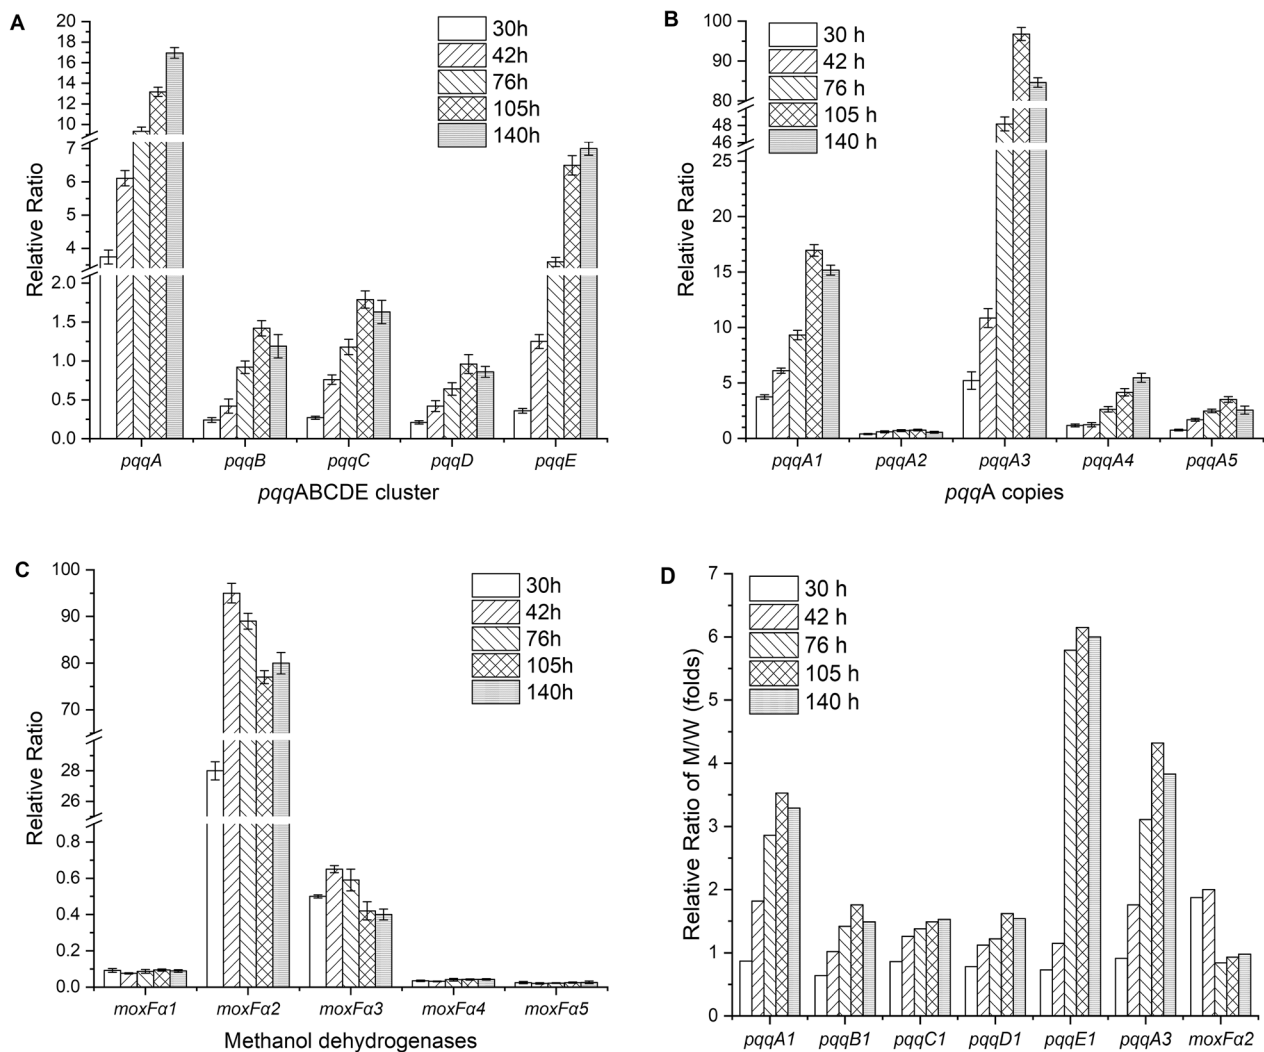 A
20
18
16
14
12
10
7
6
5
4
2.0
1.5
1.0
0.5
0.0
Relative Ratio
30h
42h
76h
105h
140h
pqqA pqqB pqqC pqqD pqqE
pqqABCDE cluster
B
100
95
90
85
80
48
46
25
20
15
10
5
0
Relative Ratio
30 h
42 h
76 h
105 h
140 h
pqqA1 pqqA2 pqqA3 pqqA4 pqqA5
pqqA copies
C
100
90
80
70
28
26
0.8
0.6
0.4
0.2
0.0
Relative Ratio
30h
42h
76h
105h
140h
moxFα1 moxFα2 moxFα3 moxFα4 moxFα5
Methanol dehydrogenases
D
7
6
5
4
3
2
1
0
Relative Ratio of M/W (folds)
30 h
42 h
76 h
105 h
140 h
pqqA1 pqqB1 pqqC1 pqqD1 pqqE1 pqqA3 moxFα2